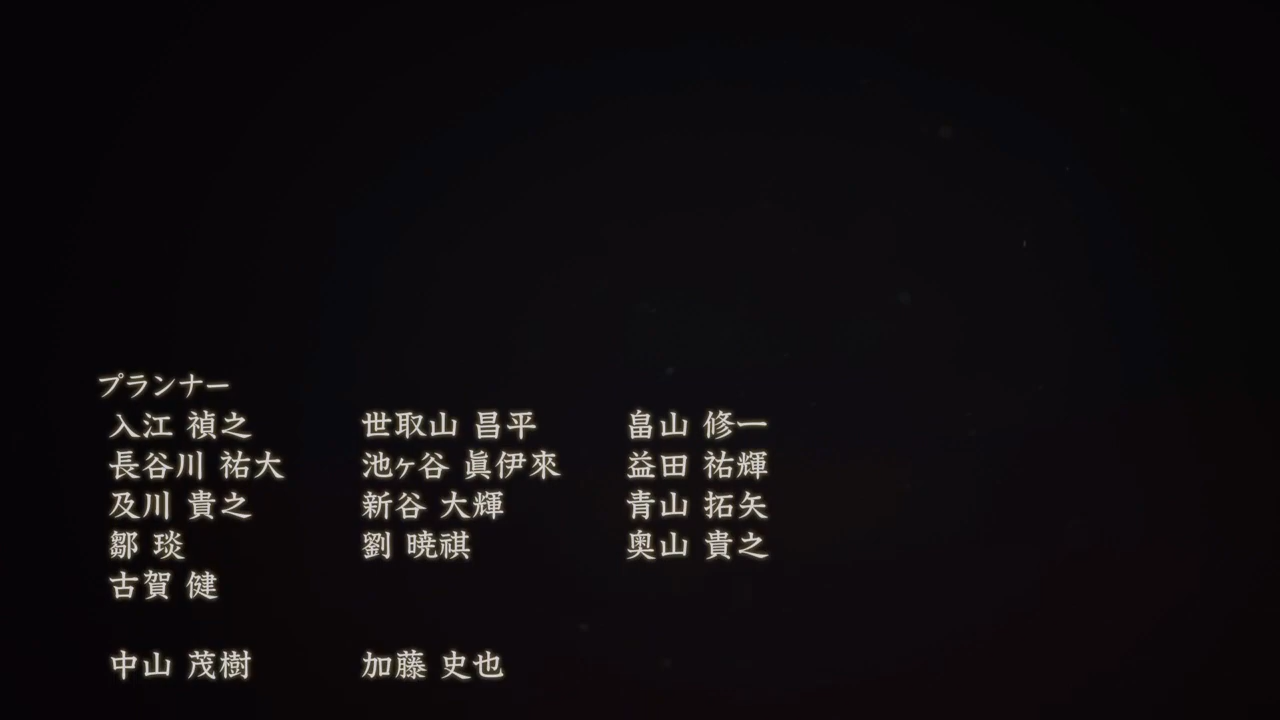 プランナー
入江 禎之 世取山 昌平 畠山 修一
長谷川 祐大 池ヶ谷 眞伊來 益田 祐輝
及川 貴之 新谷 大輝 青山 拓矢
鄒 琰 劉 暁祺 奥山 貴之
古賀 健
中山 茂樹 加藤 史也